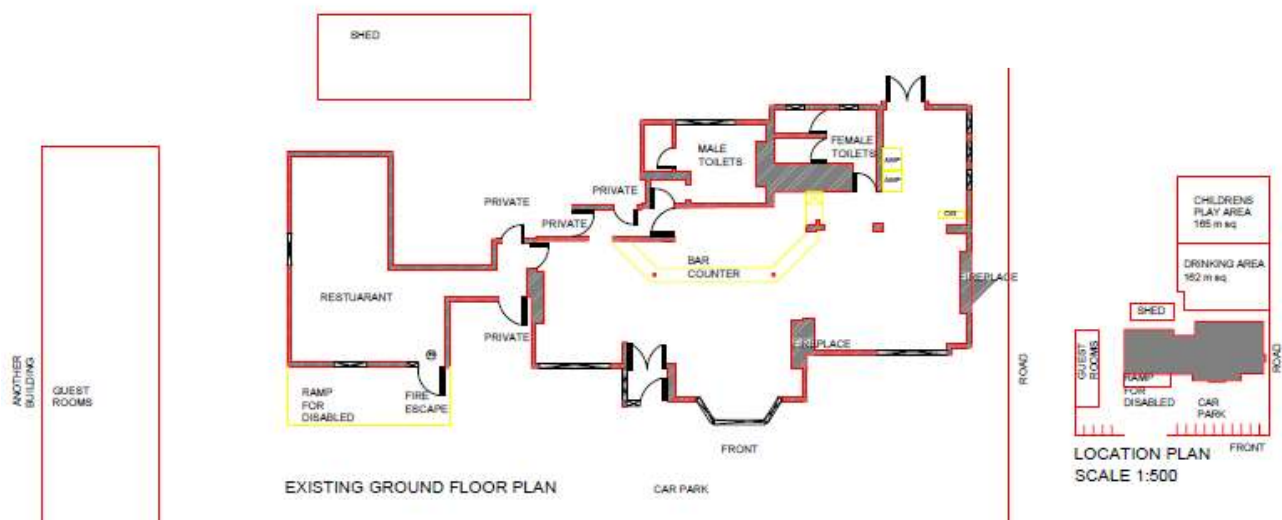 SHED
MALE
TOILETS
FEMALE
TOILETS
RAMP
RAMP
PRIVATE
PRIVATE
PRIVATE
BAR
COUNTER
FIREPLACE
RESTUARANT
PRIVATE
FIREPLACE
ANOTHER
BUILDING
GUEST
ROOMS
RAMP
FOR
DISABLED
FIRE
ESCAPE
FRONT
ROAD
EXISTING GROUND FLOOR PLAN
CAR PARK
CHILDRENS
PLAY AREA
165 m sq
DRINKING AREA
162 m sq
SHED
GUEST
ROOMS
RAMP
FOR
DISABLED
CAR
PARK
ROAD
FRONT
LOCATION PLAN
SCALE 1:500